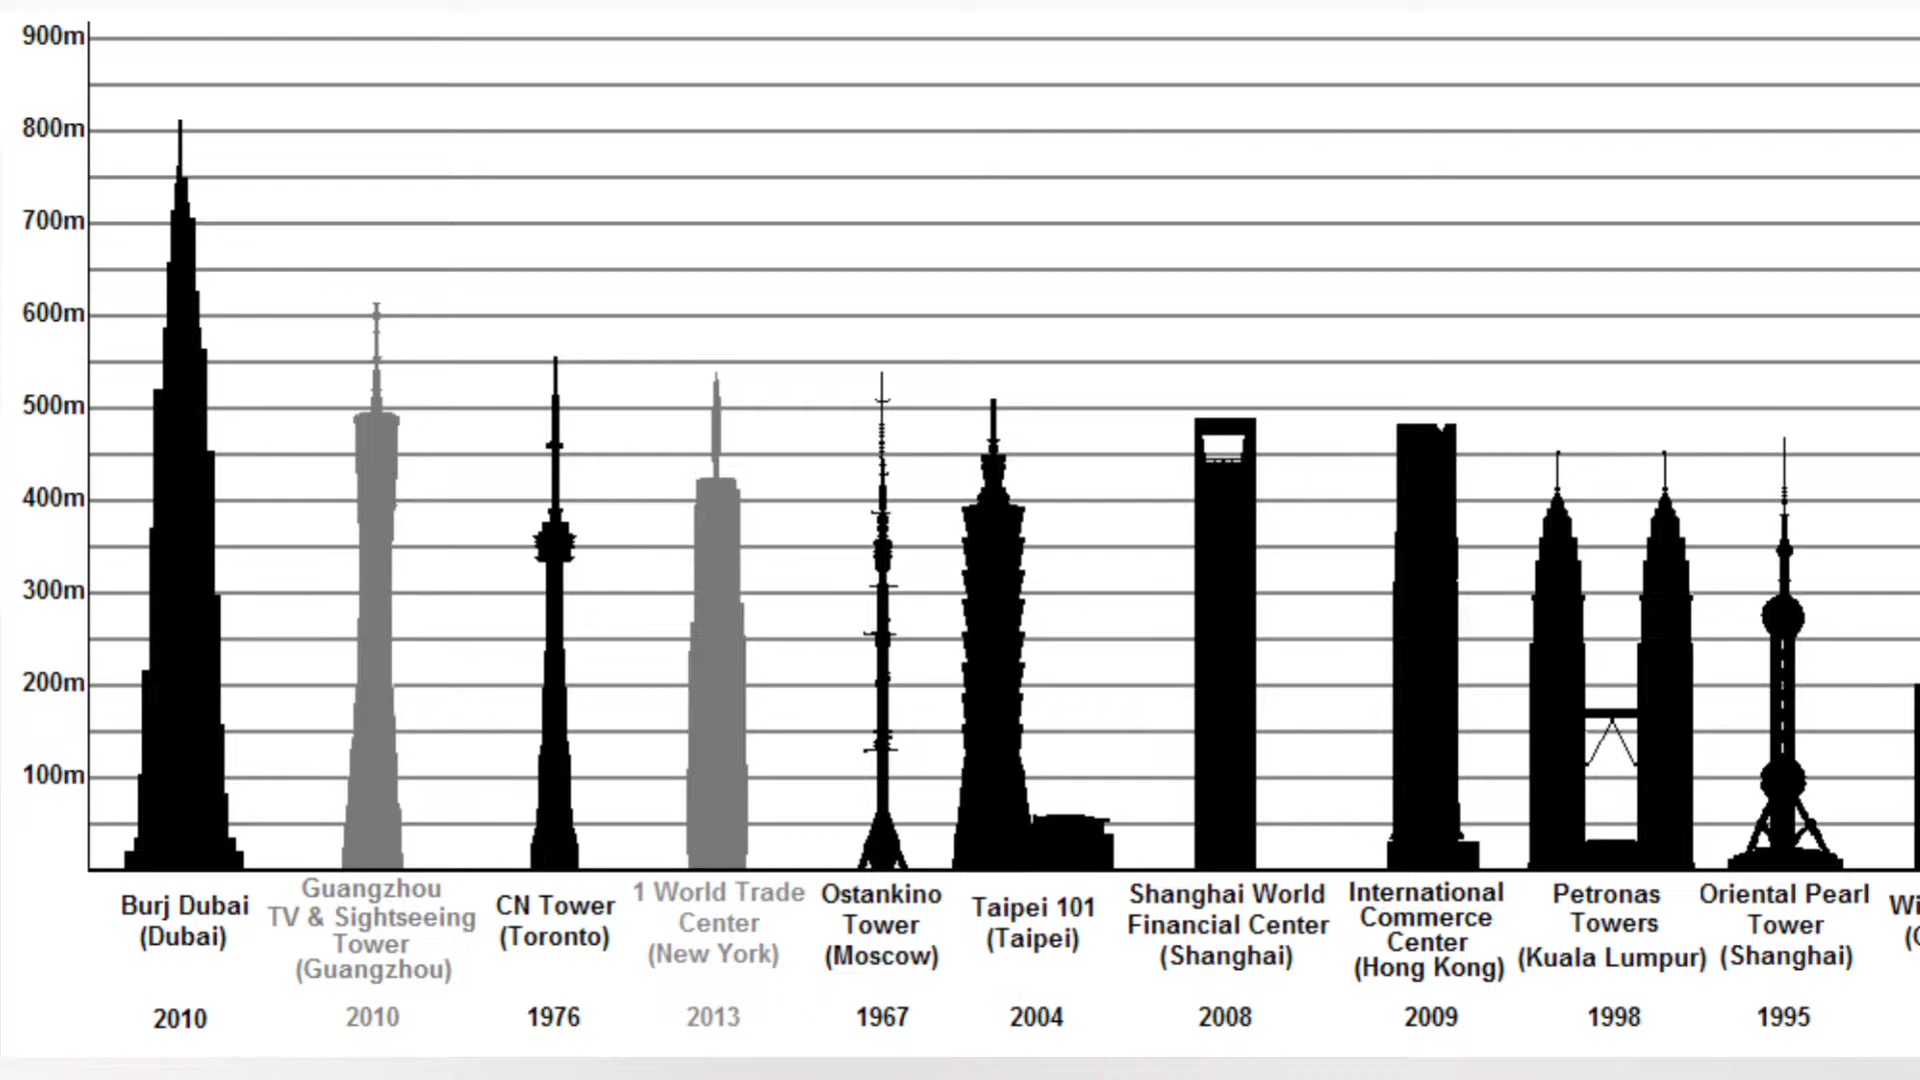 900m
800m
700m
600m
500m
400m
300m
200m
100m
Burj Dubai
(Dubai)
2010
Guangzhou
TV & Sightseeing
Tower
(Guangzhou)
2010
CN Tower
(Toronto)
1976
1 World Trade
Center
(New York)
2013
Ostankino
Tower
(Moscow)
1967
Taipei 101
(Taipei)
2004
Shanghai World
Financial Center
(Shanghai)
2008
International
Commerce
Center
(Hong Kong)
2009
Petronas
Towers
(Kuala Lumpur)
1998
Oriental Pearl
Tower
(Shanghai)
1995